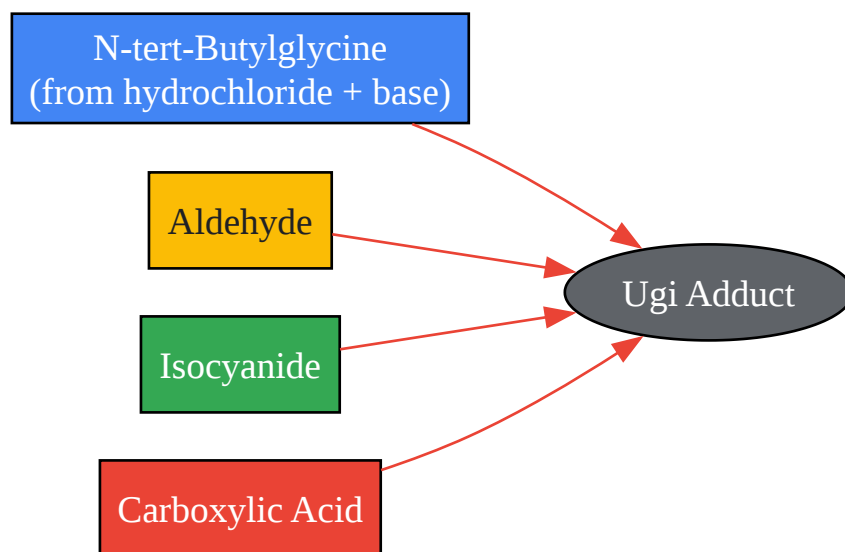 N-tert-Butylglycine
(from hydrochloride + base)
Aldehyde
Ugi Adduct
Isocyanide
Carboxylic Acid